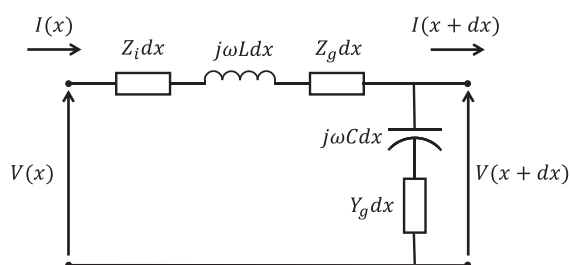 I(x)
I(x + dx)
Z_i dx
jωLdx
Z_g dx
jωCdx
V(x)
V(x + dx)
Y_g dx